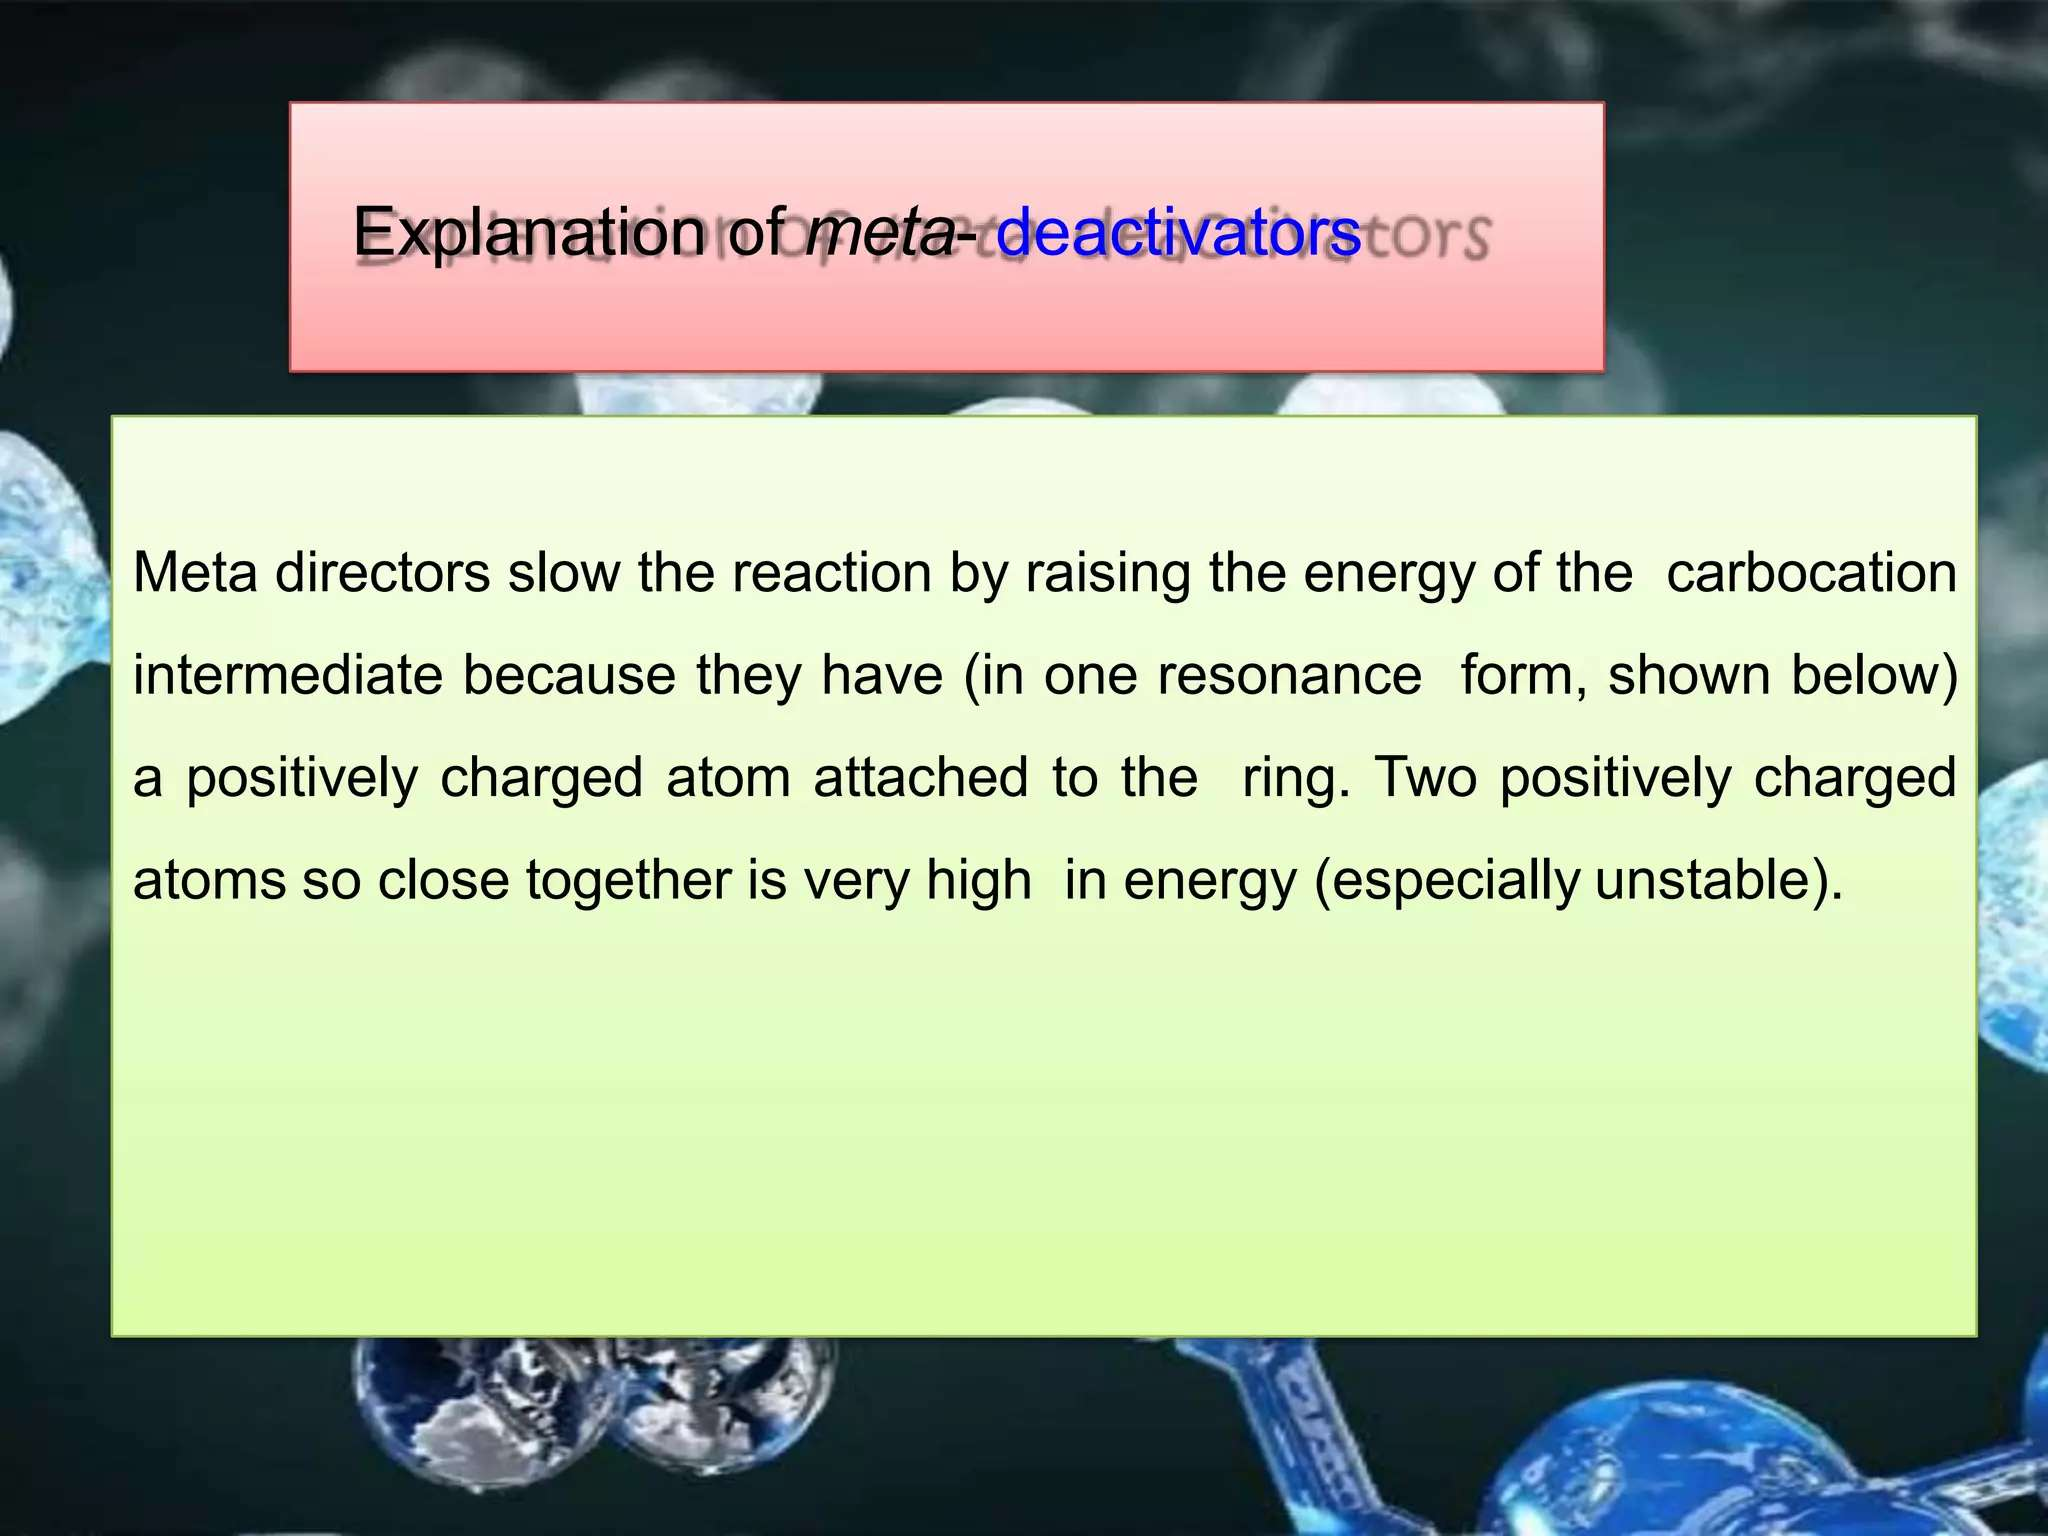 Explanation of meta- deactivators
Meta directors slow the reaction by raising the energy of the carbocation
intermediate because they have (in one resonance form, shown below)
a positively charged atom attached to the ring. Two positively charged
atoms so close together is very high in energy (especially unstable).